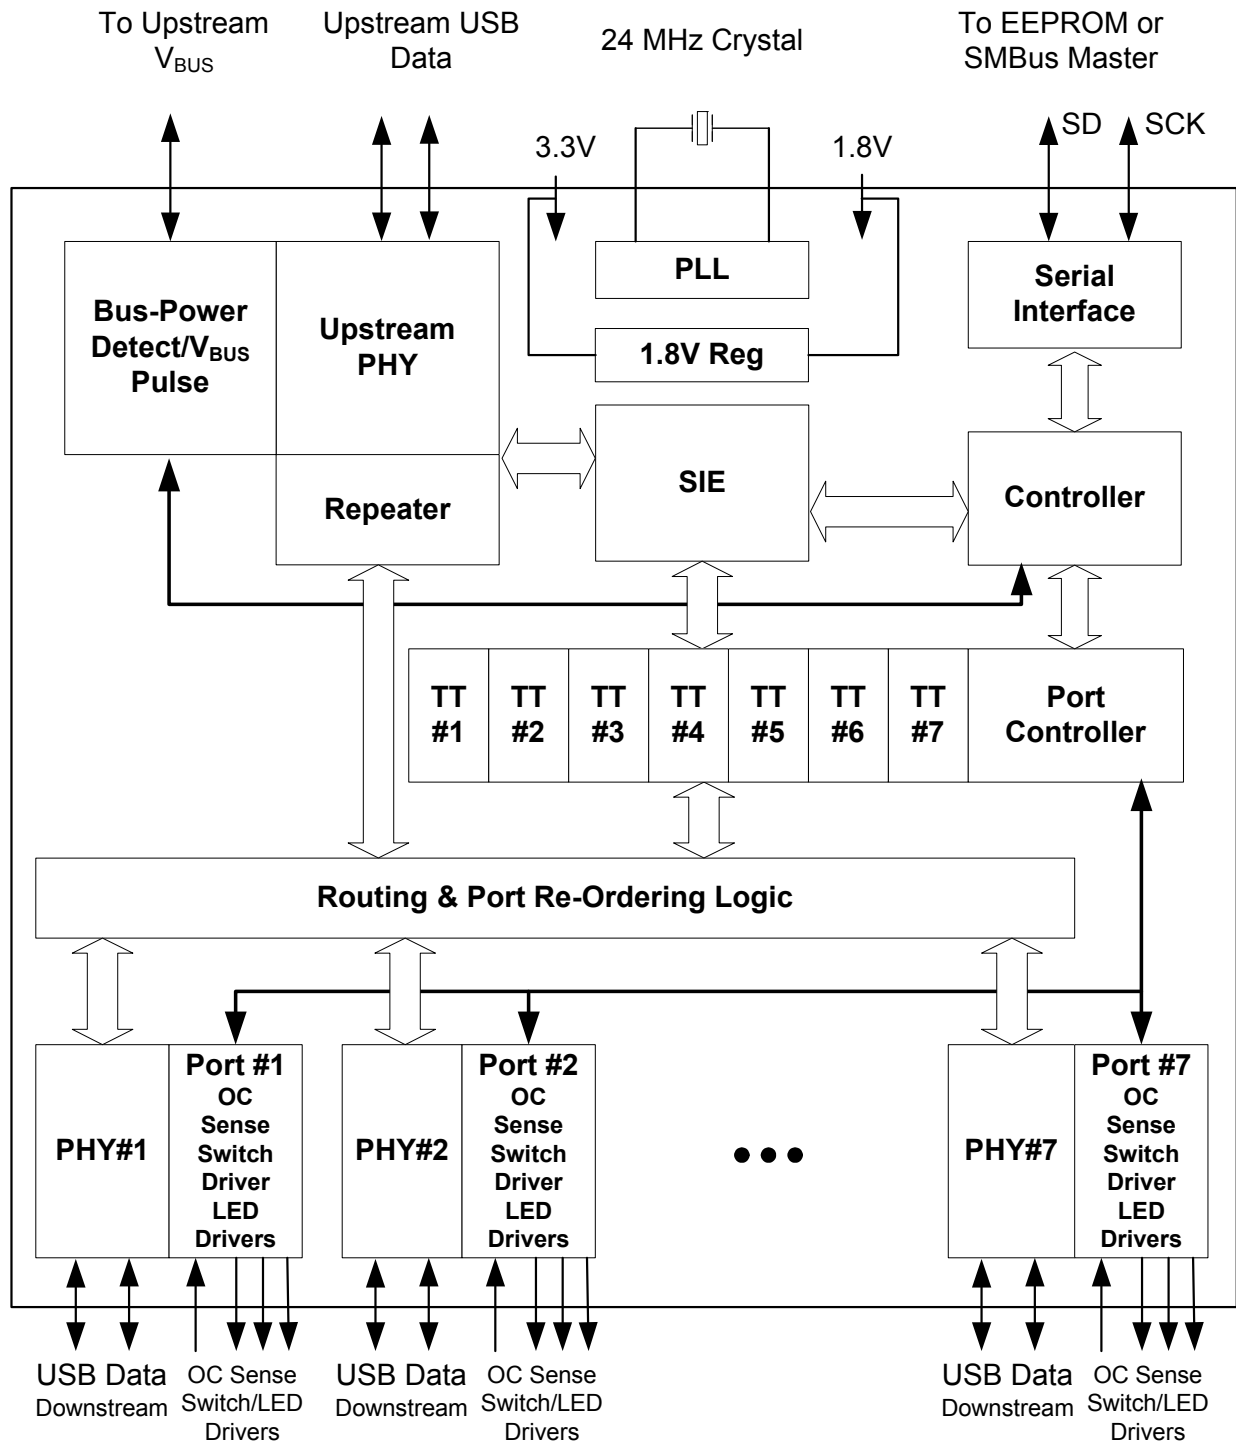 To Upstream
VBUS
Upstream USB
Data
24 MHz Crystal
To EEPROM or
SMBus Master
3.3V
1.8V
SD
SCK
Bus-Power
Detect/VBUS
Pulse
Upstream
PHY
PLL
1.8V Reg
Serial
Interface
Repeater
SIE
Controller
TT
#1
TT
#2
TT
#3
TT
#4
TT
#5
TT
#6
TT
#7
Port
Controller
Routing & Port Re-Ordering Logic
PHY#1
Port #1
OC
Sense
Switch
Driver
LED
Drivers
PHY#2
Port #2
OC
Sense
Switch
Driver
LED
Drivers
PHY#7
Port #7
OC
Sense
Switch
Driver
LED
Drivers
USB Data
Downstream
OC Sense
Switch/LED
Drivers
USB Data
Downstream
OC Sense
Switch/LED
Drivers
USB Data
Downstream
OC Sense
Switch/LED
Drivers